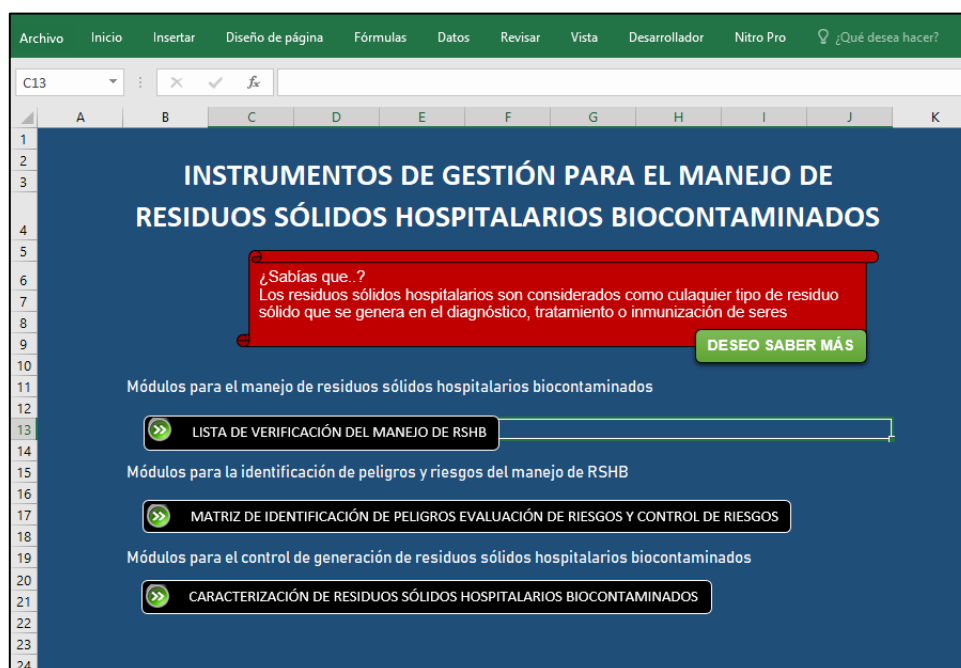 Archivo Inicio Insertar Diseño de página Fórmulas Datos Revisar Vista Desarrollador Nitro Pro ¿Qué desea hacer?
C13 fx
A B C D E F G H I J K
1
2
3
INSTRUMENTOS DE GESTIÓN PARA EL MANEJO DE
4
RESIDUOS SÓLIDOS HOSPITALARIOS BIOCONTAMINADOS
5
6
¿Sabías que..?
7
Los residuos sólidos hospitalarios son considerados como culaquier tipo de residuo
8
sólido que se genera en el diagnóstico, tratamiento o inmunización de seres
9
DESEO SABER MÁS
10
11
Módulos para el manejo de residuos sólidos hospitalarios biocontaminados
12
13
LISTA DE VERIFICACIÓN DEL MANEJO DE RSHB
14
15
Módulos para la identificación de peligros y riesgos del manejo de RSHB
16
17
MATRIZ DE IDENTIFICACIÓN DE PELIGROS EVALUACIÓN DE RIESGOS Y CONTROL DE RIESGOS
18
19
Módulos para el control de generación de residuos sólidos hospitalarios biocontaminados
20
21
CARACTERIZACIÓN DE RESIDUOS SÓLIDOS HOSPITALARIOS BIOCONTAMINADOS
22
23
24